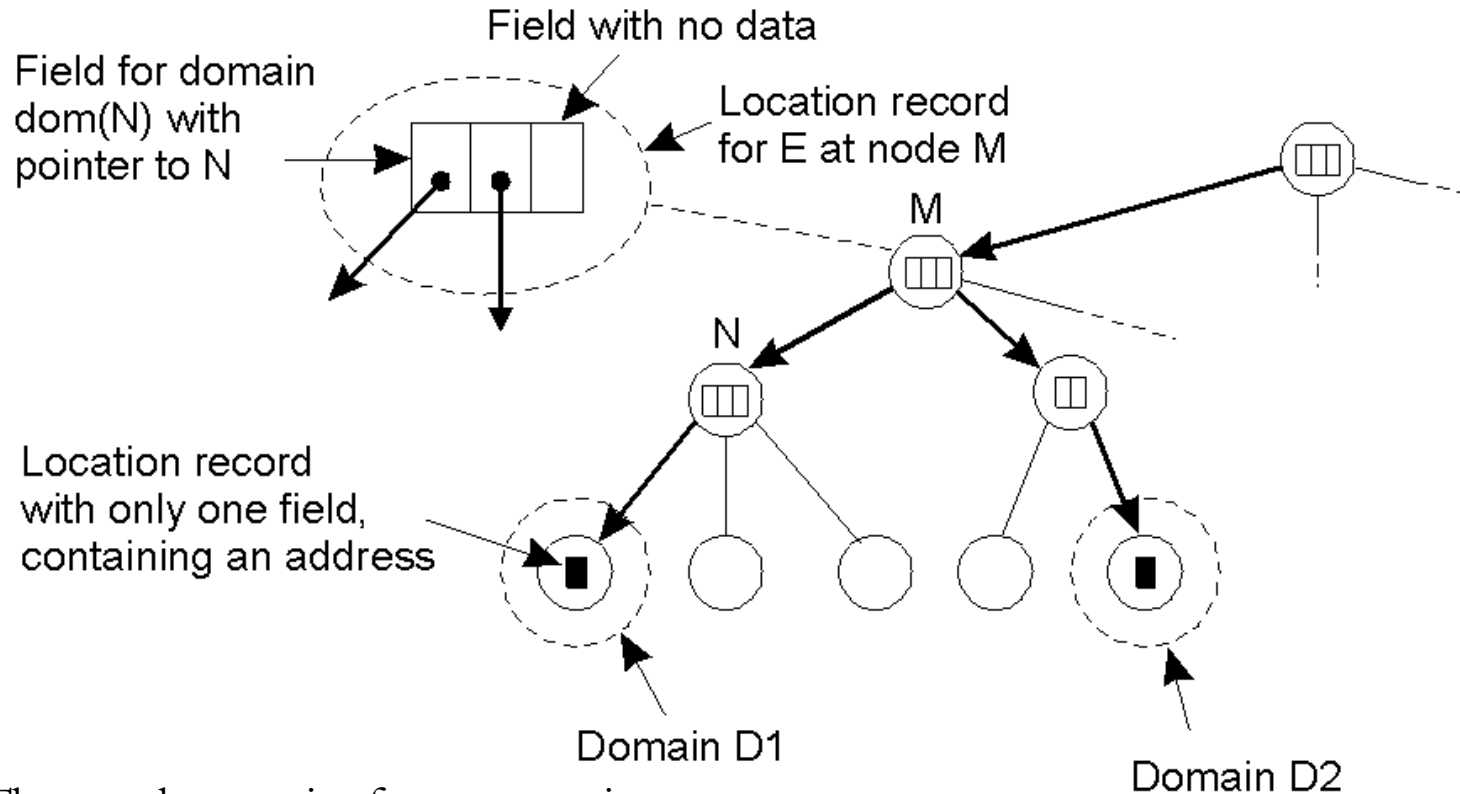 Field with no data
Field for domain
dom(N) with
pointer to N
Location record
for E at node M
M
N
Location record
with only one field,
containing an address
Domain D1
Domain D2